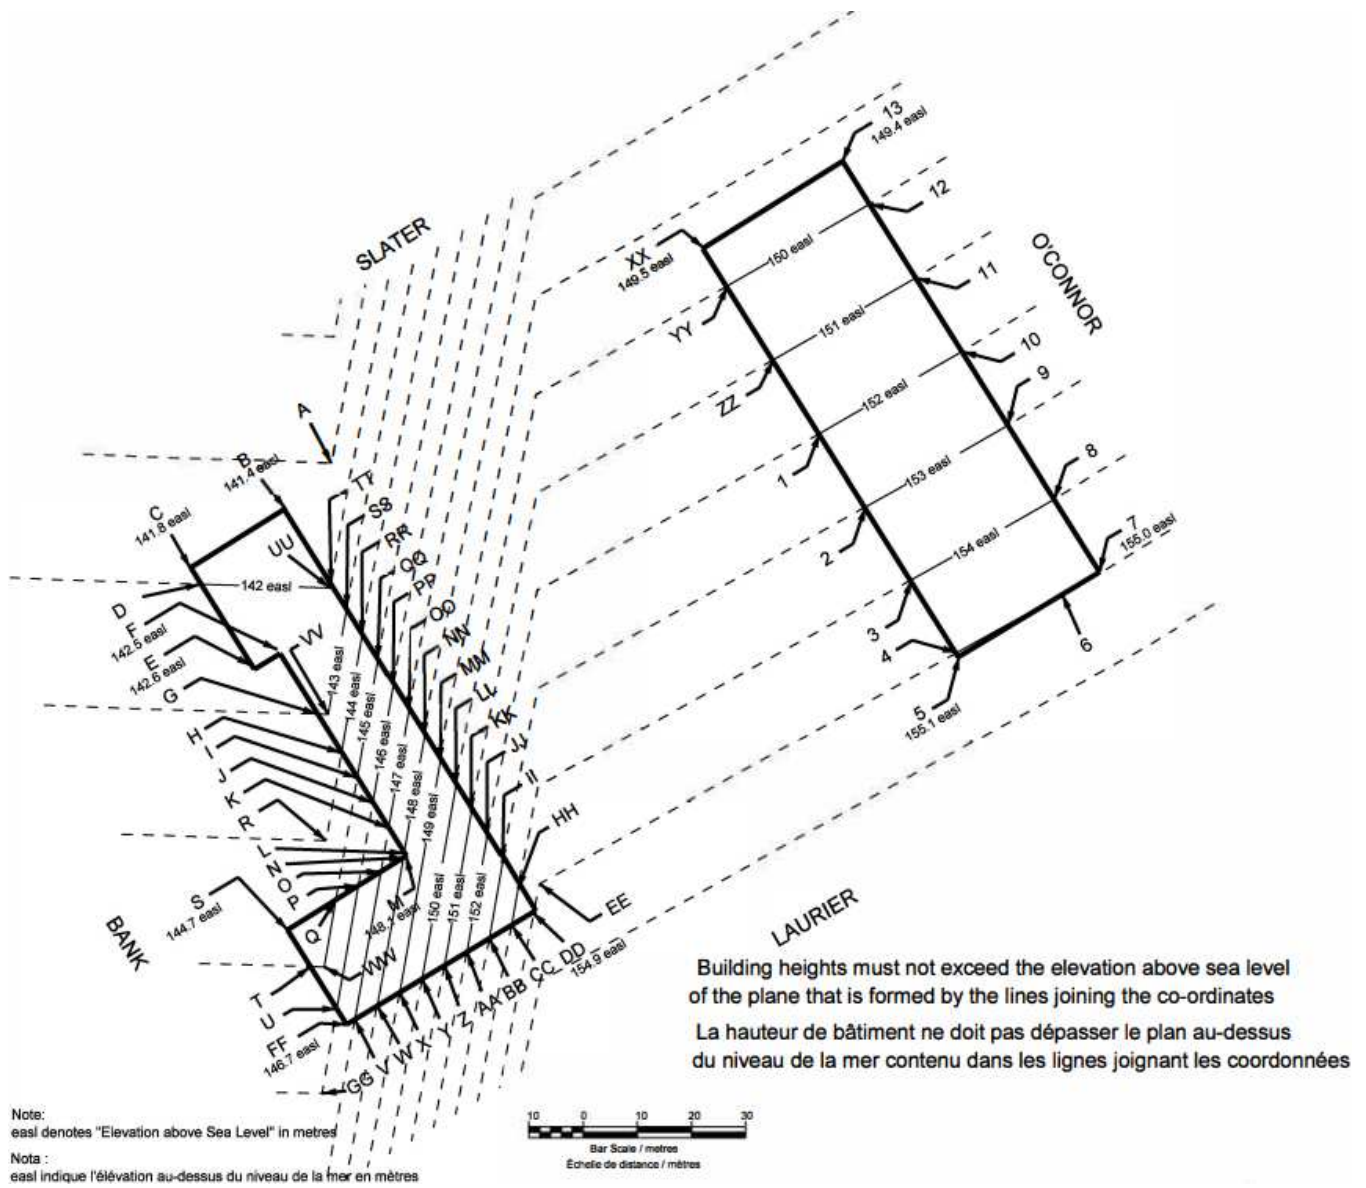 13
149.4 easl
12
SLATER
XX
149.5 easl
150 easl
O'CONNOR
11
YY
151 easl
10
ZZ
152 easl
9
A
B
141.4 easl
1
153 easl
8
C
141.8 easl
TT
SS
RR
QQ
PP
OO
NN
MM
LL
KK
JJ
II
HH
UU
142 easl
2
154 easl
7
155.0 easl
D
F
142.5 easl
E
142.6 easl
G
VV
3
4
6
5
155.1 easl
143 easl
144 easl
145 easl
146 easl
147 easl
148 easl
149 easl
150 easl
151 easl
152 easl
H
I
J
K
R
L
N
O
P
M
148.1 easl
Q
S
144.7 easl
BANK
WW
EE
DD
154.9 easl
LAURIER
T
U
FF
146.7 easl
GG
V
W
X
Y
Z
AA
BB
CC
Building heights must not exceed the elevation above sea level
of the plane that is formed by the lines joining the co-ordinates
La hauteur de bâtiment ne doit pas dépasser le plan au-dessus
du niveau de la mer contenu dans les lignes joignant les coordonnées
Note:
easl denotes "Elevation above Sea Level" in metres
Nota :
easl indique l'élévation au-dessus du niveau de la mer en mètres
10 0 10 20 30
Bar Scale / metres
Échelle de distance / mètres